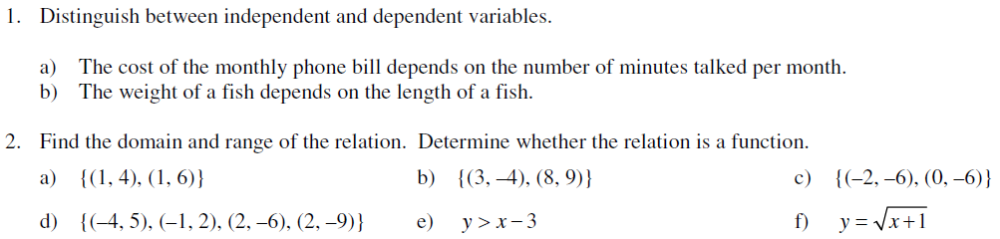 1. Distinguish between independent and dependent variables.
a) The cost of the monthly phone bill depends on the number of minutes talked per month.
b) The weight of a fish depends on the length of a fish.
2. Find the domain and range of the relation. Determine whether the relation is a function.
a) {(1, 4), (1, 6)} b) {(3, –4), (8, 9)} c) {(–2, –6), (0, –6)}
d) {(–4, 5), (–1, 2), (2, –6), (2, –9)} e) y > x – 3 f) y = √(x+1)